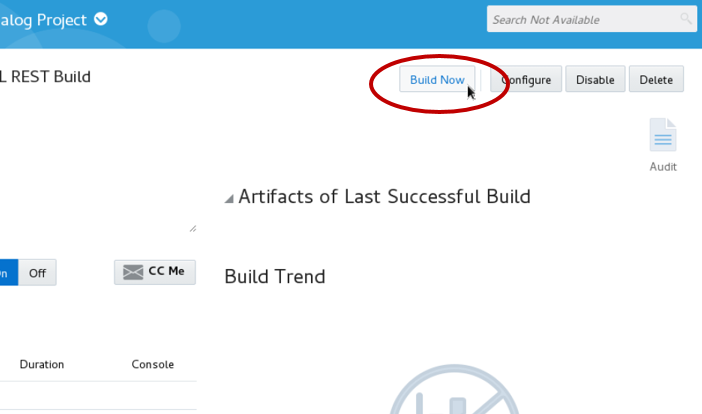 alog Project
Search Not Available
L REST Build
Build Now
Configure
Disable
Delete
Audit
Artifacts of Last Successful Build
On
Off
CC Me
Build Trend
Duration
Console